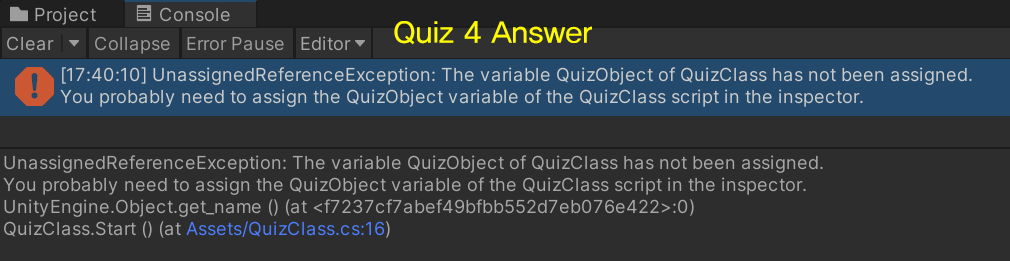 Project Console
Clear Collapse Error Pause Editor Quiz 4 Answer
[17:40:10] UnassignedReferenceException: The variable QuizObject of QuizClass has not been assigned.
You probably need to assign the QuizObject variable of the QuizClass script in the inspector.
UnassignedReferenceException: The variable QuizObject of QuizClass has not been assigned.
You probably need to assign the QuizObject variable of the QuizClass script in the inspector.
UnityEngine.Object.get_name () (at <f7237cf7abef49bfbb552d7eb076e422>:0)
QuizClass.Start () (at Assets/QuizClass.cs:16)